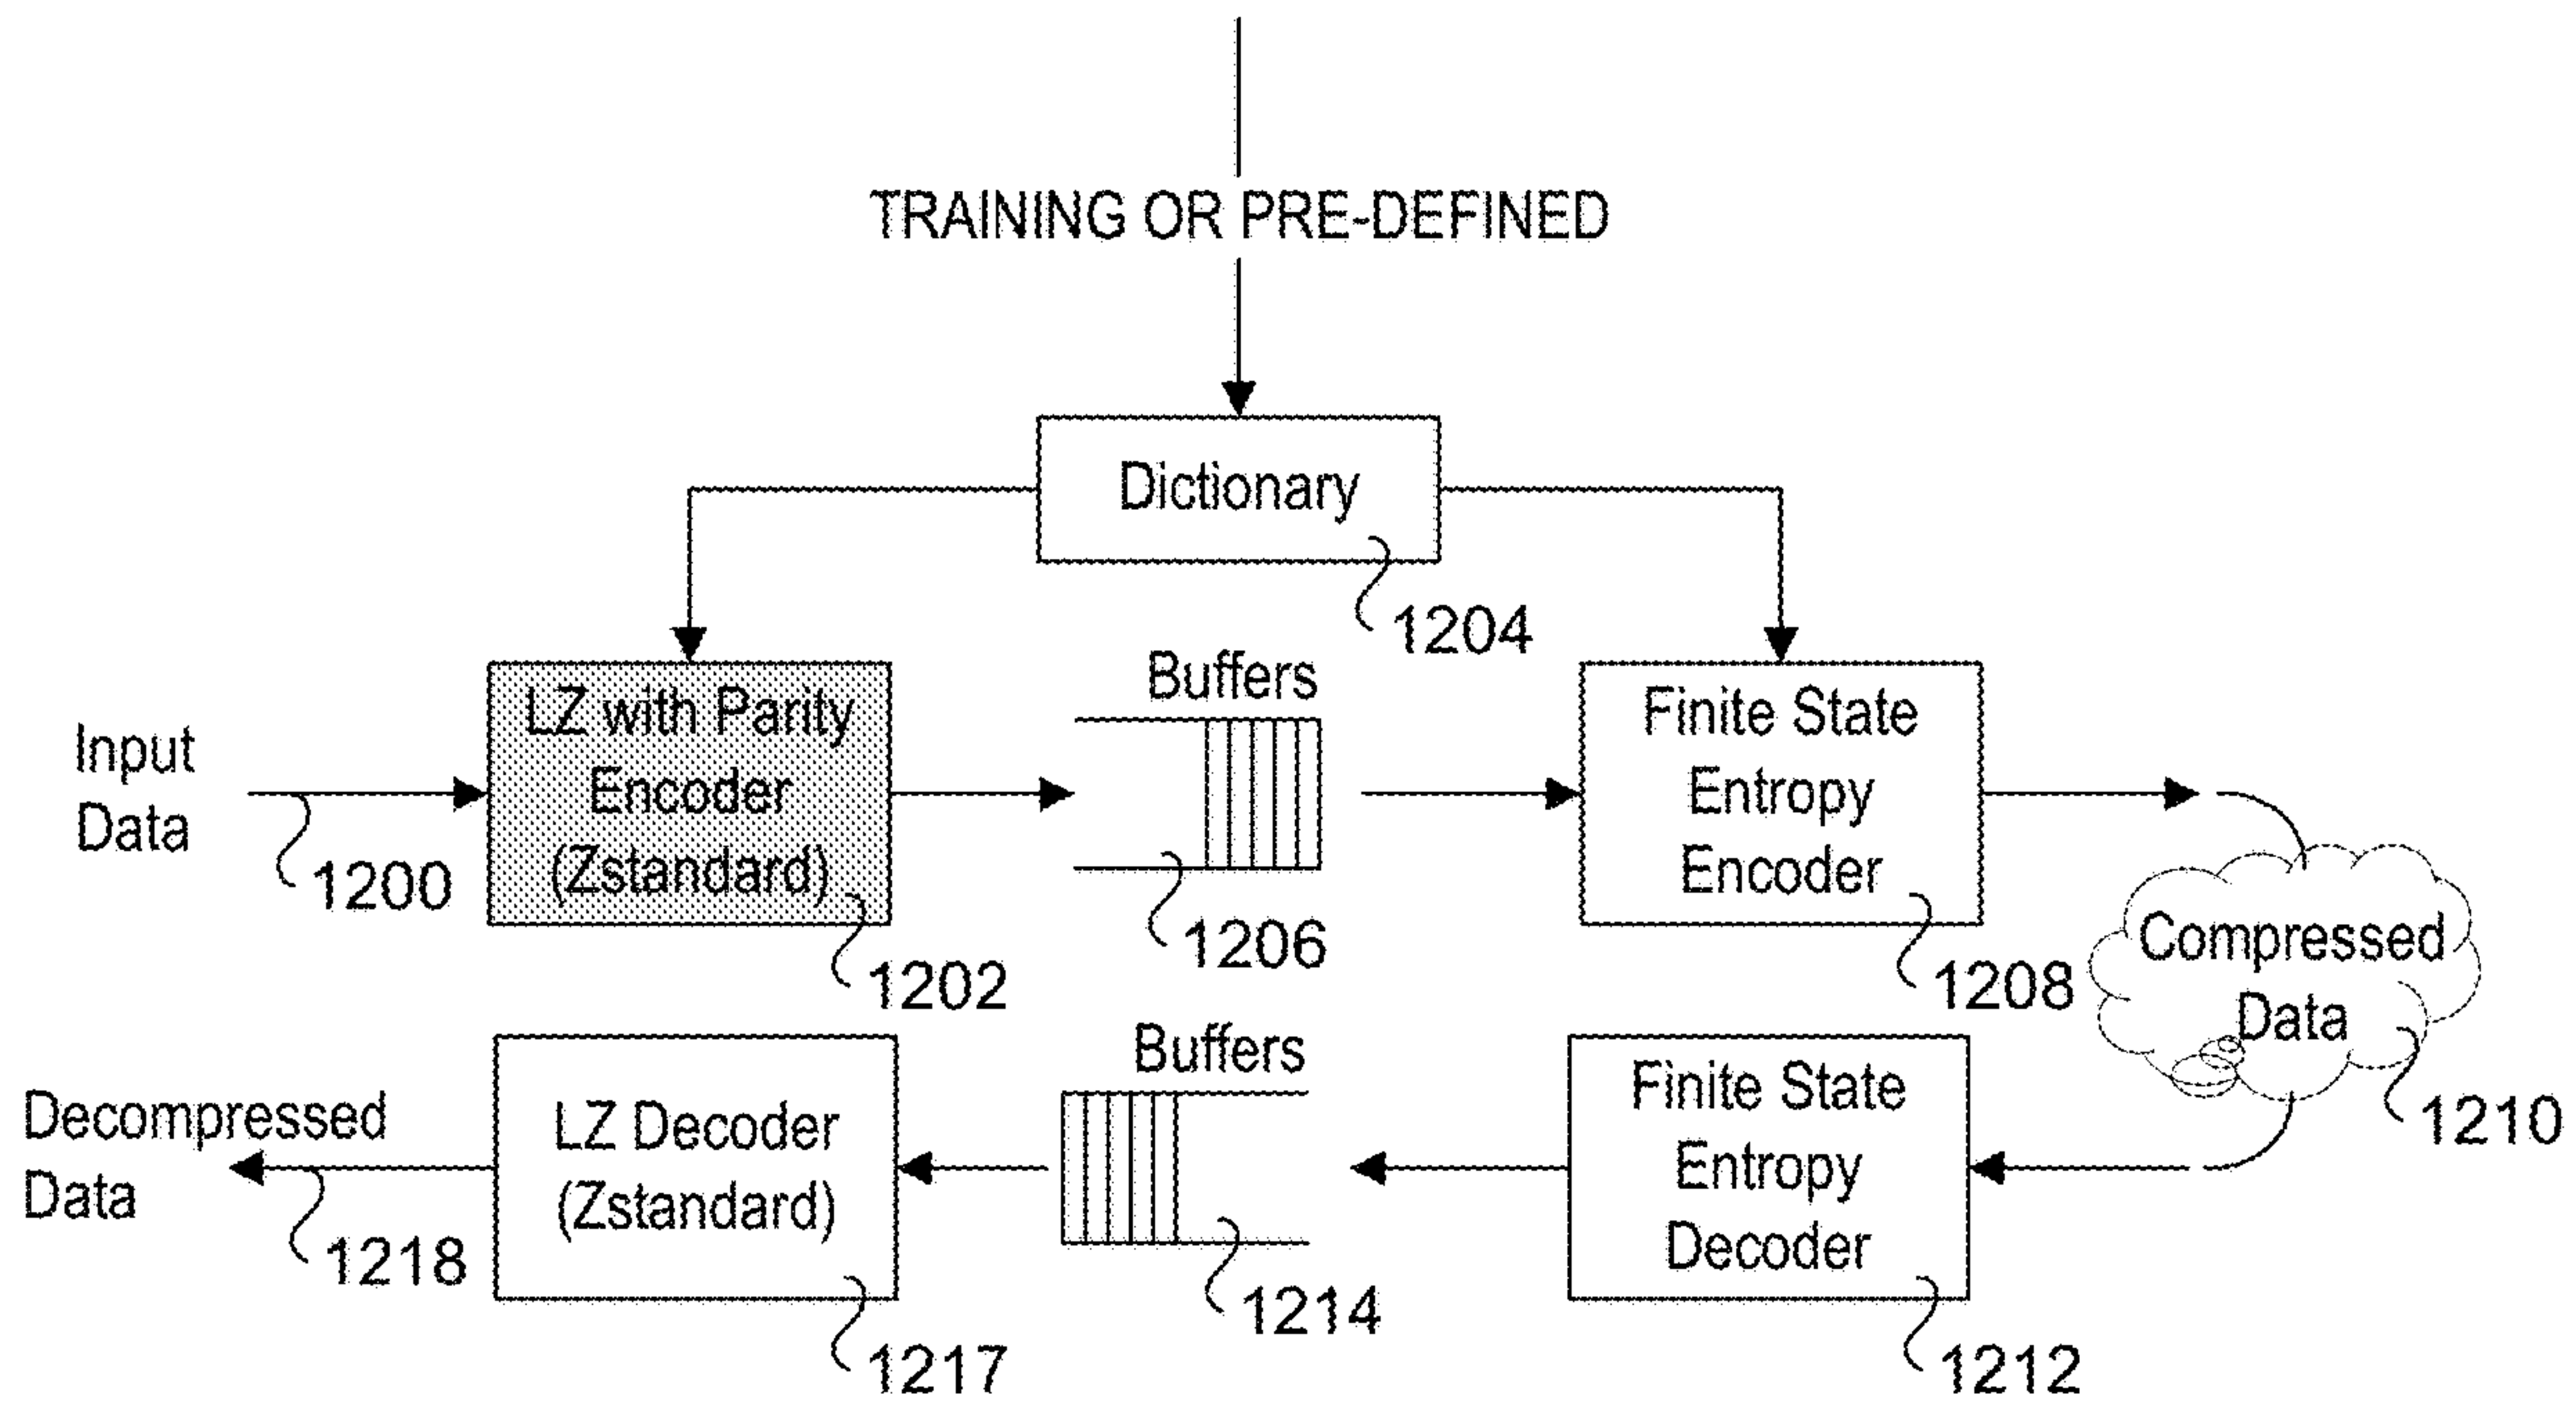 TRAINING OR PRE-DEFINED
Dictionary
1204
Input
Data
1200
LZ with Parity
Encoder
(Zstandard)
1202
Buffers
1206
Finite State
Entropy
Encoder
1208
Compressed
Data
1210
Decompressed
Data
1218
LZ Decoder
(Zstandard)
1217
Buffers
1214
Finite State
Entropy
Decoder
1212